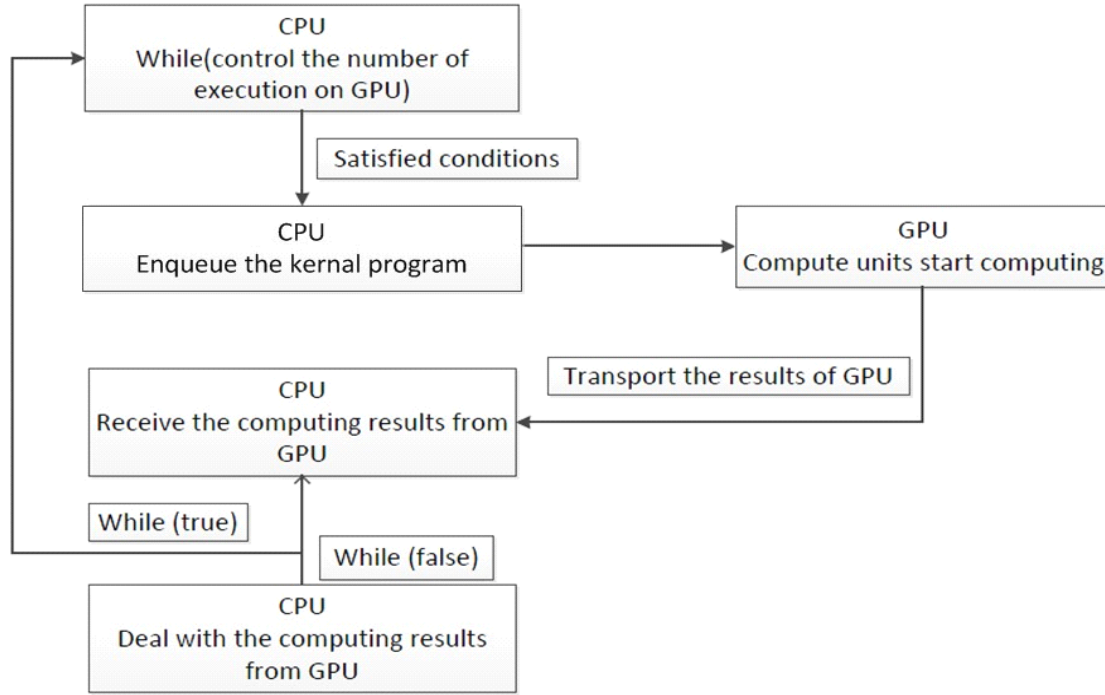 CPU
While(control the number of
execution on GPU)
Satisfied conditions
CPU
Enqueue the kernal program
GPU
Compute units start computing
Transport the results of GPU
CPU
Receive the computing results from
GPU
While (true)
While (false)
CPU
Deal with the computing results
from GPU